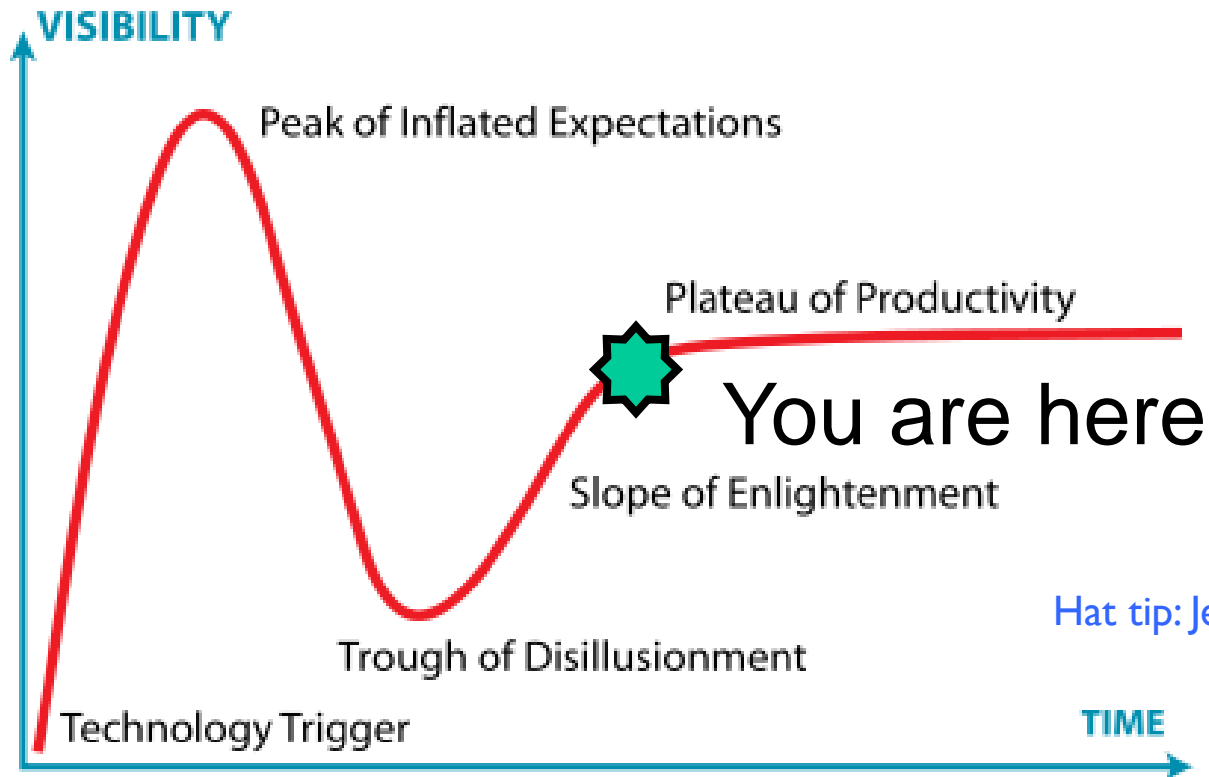 VISIBILITY
Peak of Inflated Expectations
Plateau of Productivity
You are here
Slope of Enlightenment
Hat tip:
Trough of Disillusionment
Technology Trigger
TIME